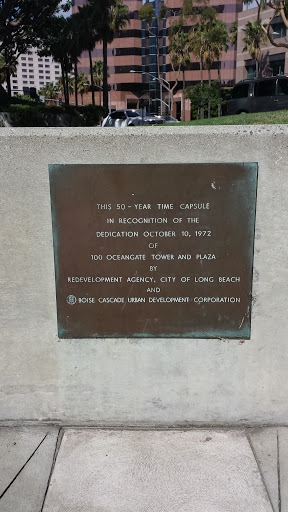 THIS 50-YEAR TIME CAPSULE
IN RECOGNITION OF THE
DEDICATION OCTOBER 10, 1972
OF
100 OCEANGATE TOWER AND PLAZA
BY
REDEVELOPMENT AGENCY, CITY OF LONG BEACH
AND
BOISE CASCADE URBAN DEVELOPMENT CORPORATION